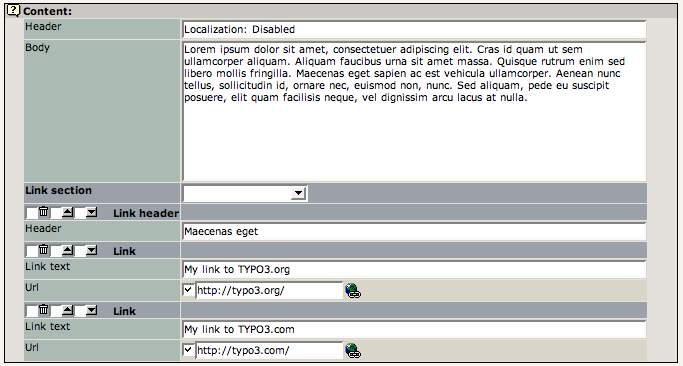 Content:
Header
Localization: Disabled
Body
Lorem ipsum dolor sit amet, consectetuer adipiscing elit. Cras id quam ut sem
ullamcorper aliquam. Aliquam faucibus urna sit amet massa. Quisque rutrum enim sed
libero mollis fringilla. Maecenas eget sapien ac est vehicula ullamcorper. Aenean nunc
tellus, sollicitudin id, ornare nec, euismod non, nunc. Sed aliquam, pede eu suscipit
posuere, elit quam facilisis neque, vel dignissim arcu lacus at nulla.
Link section
Link header
Header
Maecenas eget
Link
Link text
My link to TYPO3.org
Url
http://typo3.org/
Link
Link text
My link to TYPO3.com
Url
http://typo3.com/